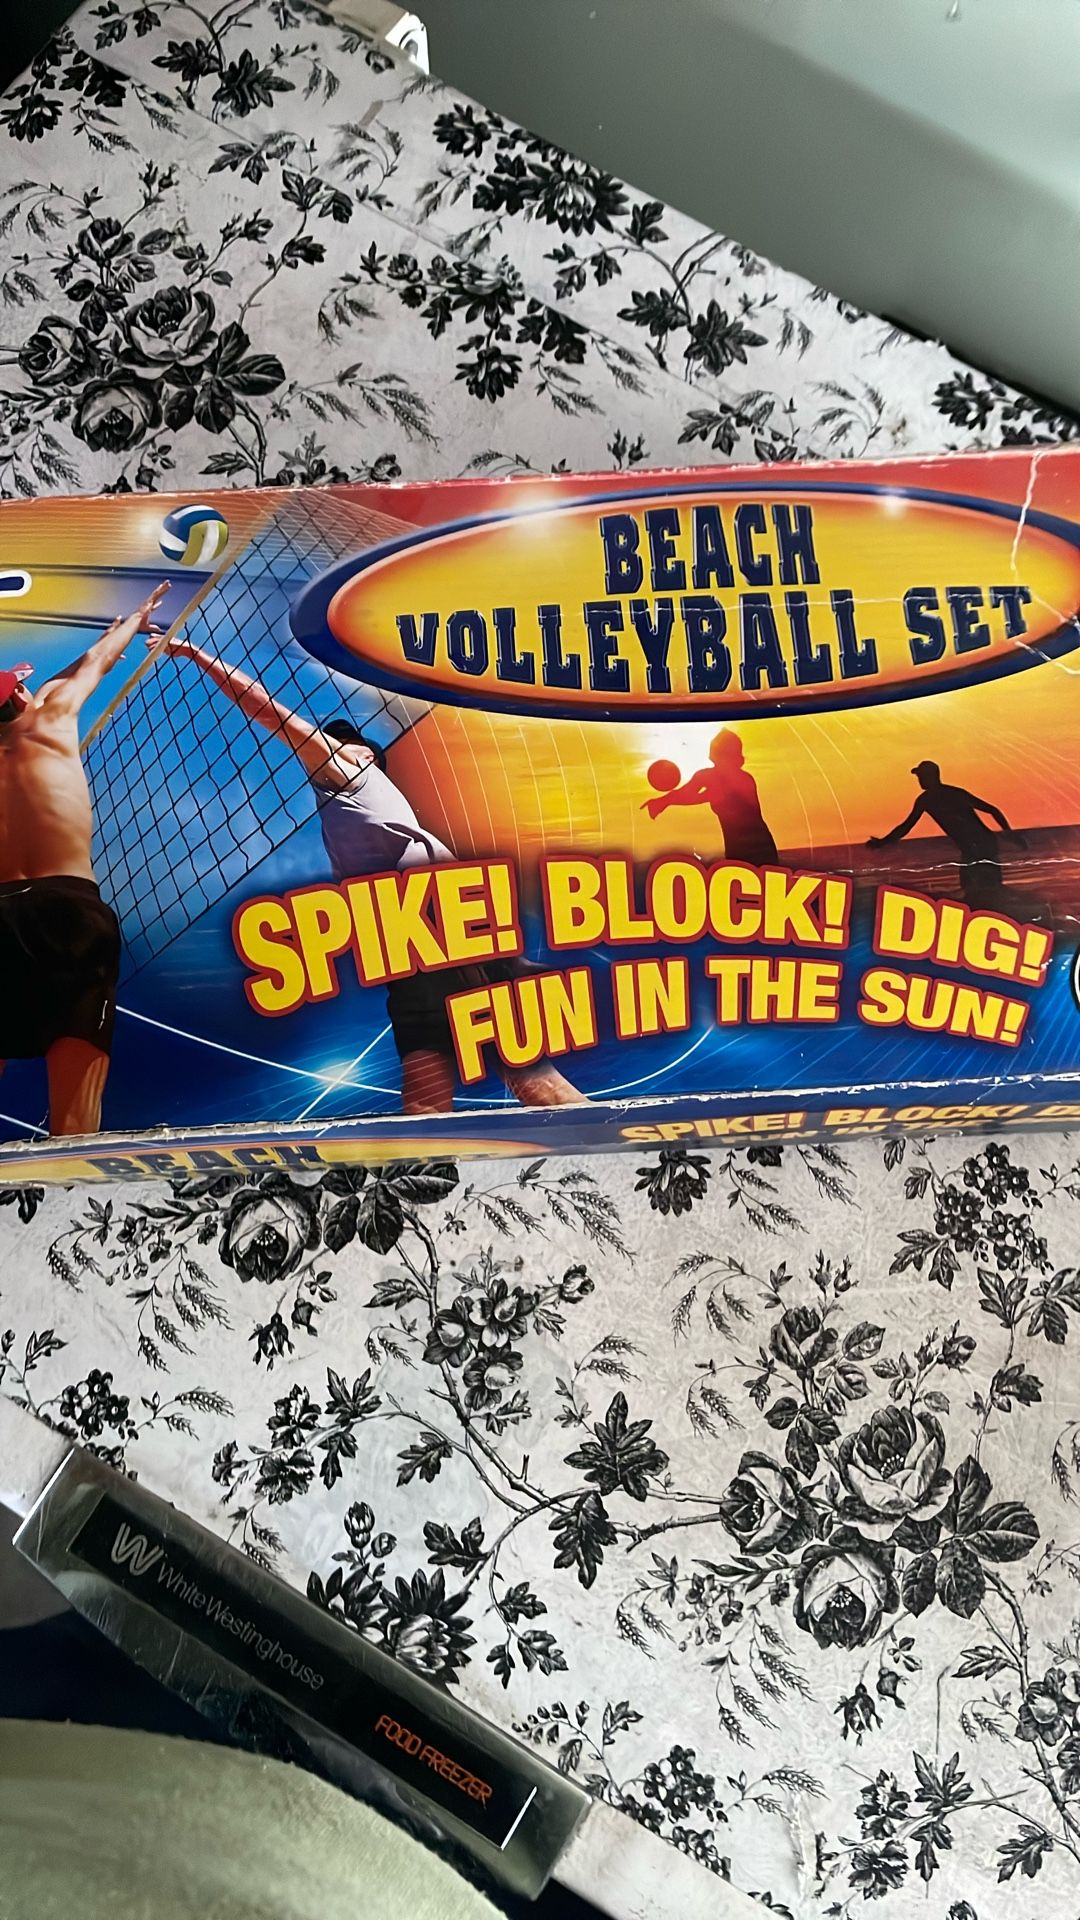 BEACH
VOLLEYBALL SET
SPIKE! BLOCK! DIG!
FUN IN THE SUN!
BEACH
SPIKE! BLOCK!
White Westinghouse
FOOD FREEZER